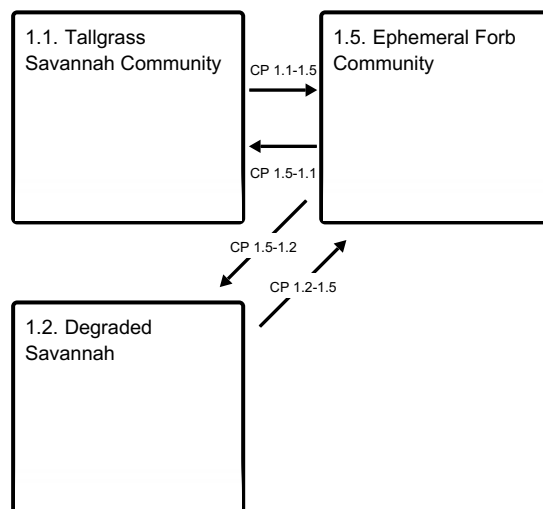 1.1. Tallgrass
Savannah Community
CP 1.1-1.5
1.5. Ephemeral Forb
Community
CP 1.5-1.1
CP 1.5-1.2
CP 1.2-1.5
1.2. Degraded
Savannah